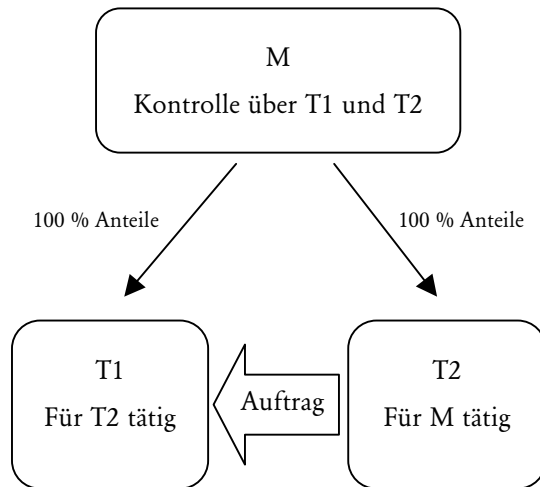 M
Kontrolle über T1 und T2
100 % Anteile
100 % Anteile
T1
Für T2 tätig
Auftrag
T2
Für M tätig